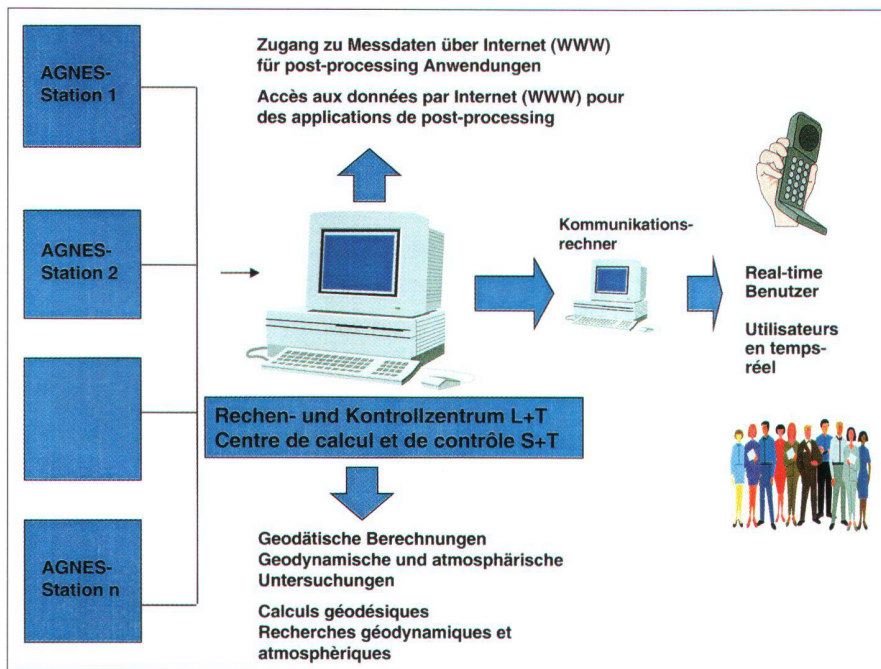 AGNES-
Station 1
Zugang zu Messdaten über Internet (WWW)
für post-processing Anwendungen
Accès aux données par Internet (WWW) pour
des applications de post-processing
AGNES-
Station 2
Kommunikations-
rechner
Real-time
Benutzer
Utilisateurs
en temps-
réel
Rechen- und Kontrollzentrum L+T
Centre de calcul et de contrôle S+T
AGNES-
Station n
Geodätische Berechnungen
Geodynamische und atmosphärische
Untersuchungen
Calculs géodésiques
Recherches géodynamiques et
atmosphèriques